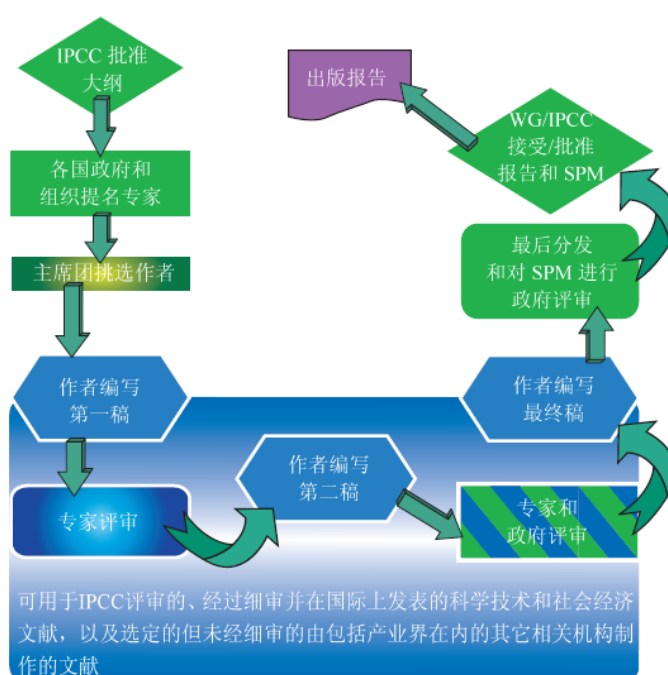 IPCC 批准
大纲
各国政府和
组织提名专家
主席团挑选作者
作者编写
第一稿
专家评审
作者编写
第二稿
专家和
政府评审
作者编写
最终稿
最后分发
和对 SPM 进行
政府评审
WG/IPCC
接受/批准
报告和 SPM
出版报告
可用于IPCC评审的、经过细审并在国际上发表的科学技术和社会经济
文献，以及选定的但未经细审的由包括产业界在内的其它相关机构制
作的文献